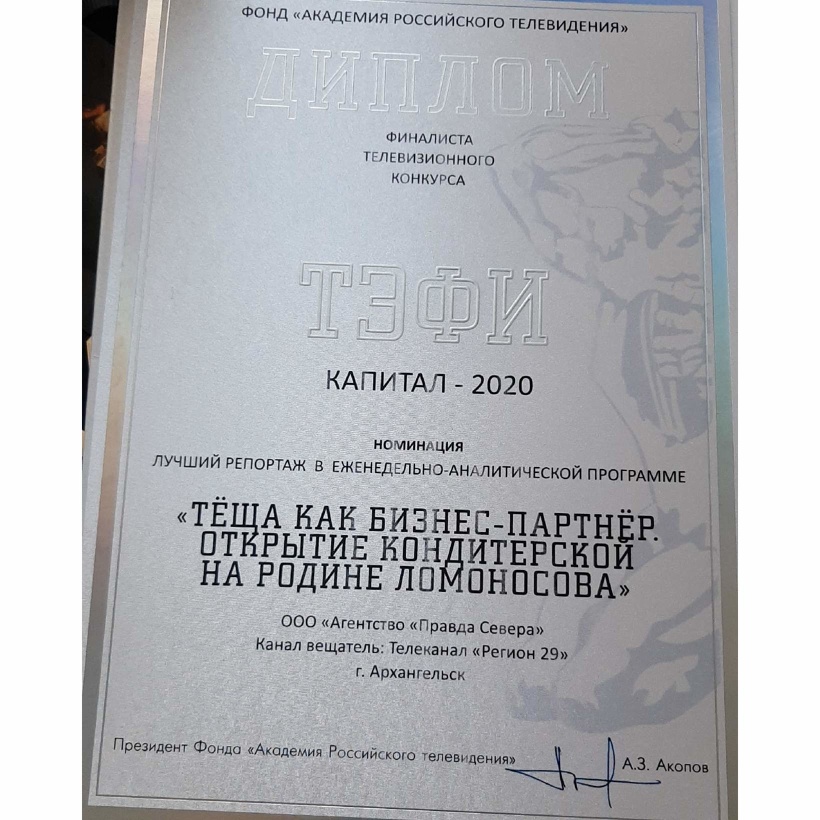 ФОНД «АКАДЕМИЯ РОССИЙСКОГО ТЕЛЕВИДЕНИЯ»
ДИПЛОМ
ФИНАЛИСТА
ТЕЛЕВИЗИОННОГО
КОНКУРСА
ТЭФИ
КАПИТАЛ - 2020
НОМИНАЦИЯ
ЛУЧШИЙ РЕПОРТАЖ В ЕЖЕНЕДЕЛЬНО-АНАЛИТИЧЕСКОЙ ПРОГРАММЕ
«ТЁЩА КАК БИЗНЕС-ПАРТНЁР.
ОТКРЫТИЕ КОНДИТЕРСКОЙ
НА РОДИНЕ ЛОМОНОСОВА»
ООО «Агентство «Правда Севера»
Канал вещатель: Телеканал «Регион 29»
г. Архангельск
Президент Фонда «Академия Российского телевидения»
А.З. Акопов